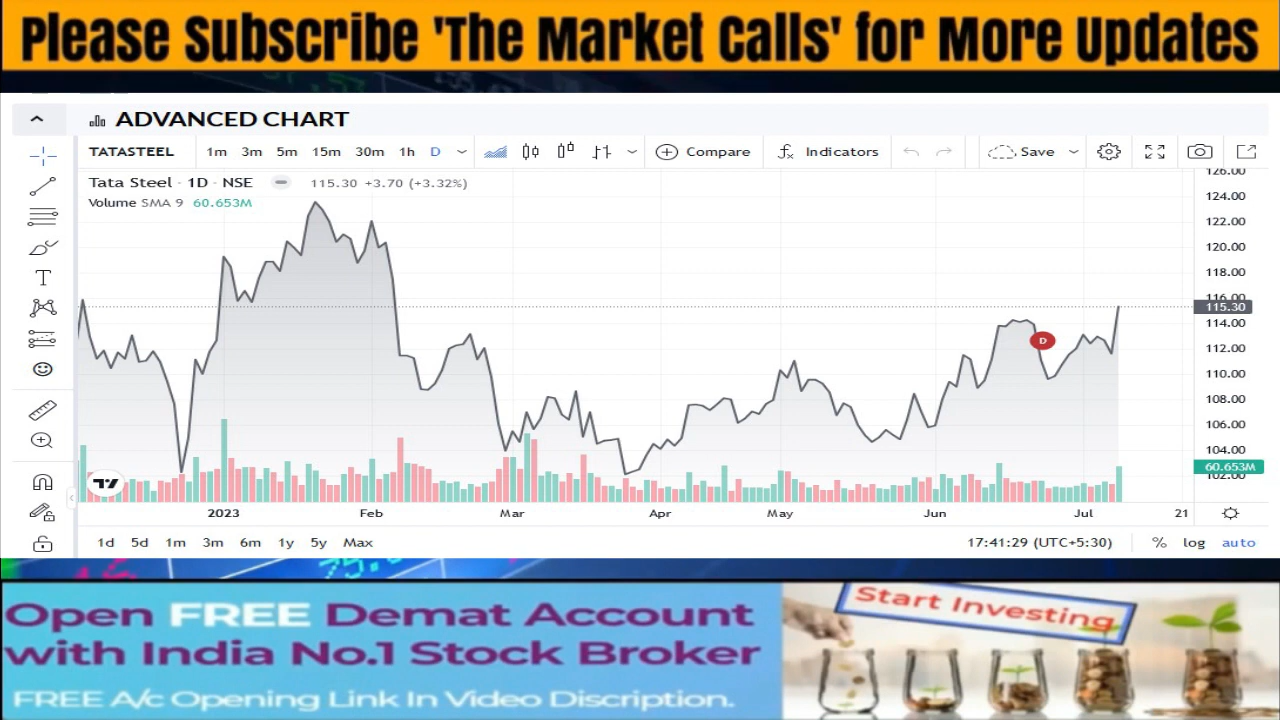 Please Subscribe 'The Market Calls' for More Updates
ADVANCED CHART
TATASTEEL 1m 3m 5m 15m 30m 1h D Compare Indicators Save
Tata Steel · 1D · NSE 115.30 +3.70 (+3.32%)
Volume SMA 9 60.653M
126.00
124.00
122.00
120.00
118.00
116.00
115.30
114.00
D
112.00
110.00
108.00
106.00
104.00
60.653M
102.00
2023 Feb Mar Apr May Jun Jul 21
1d 5d 1m 3m 6m 1y 5y Max 17:41:29 (UTC+5:30) % log auto
Open FREE Demat Account
with India No.1 Stock Broker
FREE A/c Opening Link In Video Discription.
Start Investing